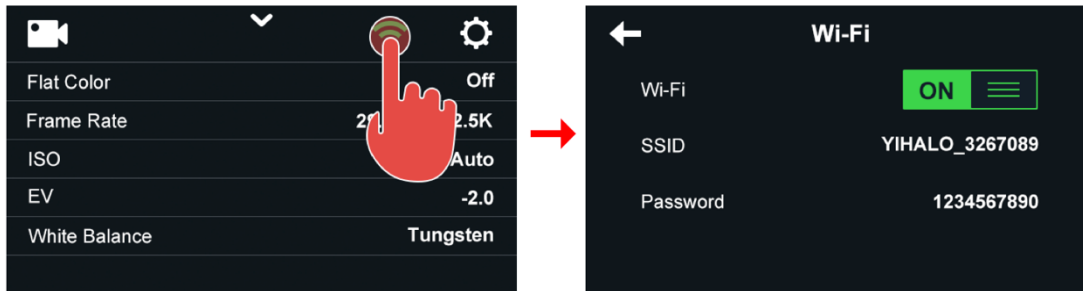 Flat Color Off
Frame Rate 2.5K
ISO Auto
EV -2.0
White Balance Tungsten
Wi-Fi
Wi-Fi ON
SSID YIHALO_3267089
Password 1234567890